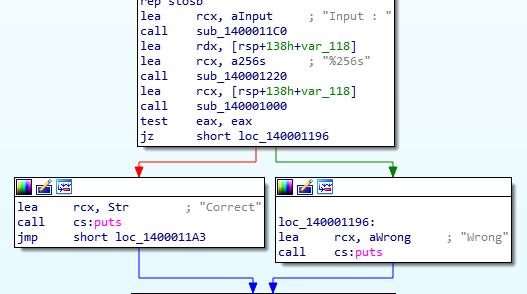 rep stosb
lea rcx, aInput ; "Input : "
call sub_1400011C0
lea rdx, [rsp+138h+var_118]
lea rcx, a256s ; "%256s"
call sub_140001220
lea rcx, [rsp+138h+var_118]
call sub_140001000
test eax, eax
jz short loc_140001196
lea rcx, Str ; "Correct"
call cs:puts
jmp short loc_1400011A3
loc_140001196:
lea rcx, aWrong ; "Wrong"
call cs:puts